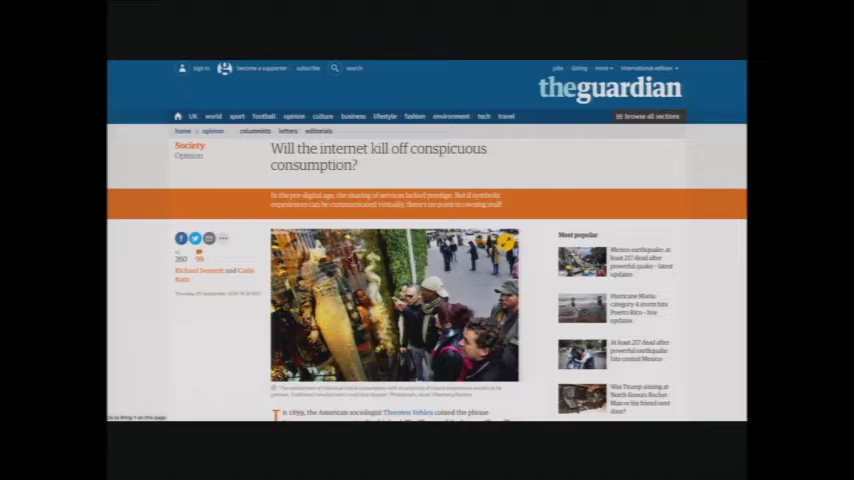 sign in
become a supporter
subscribe
search
jobs
dating
more
international edition
theguardian
UK
world
sport
football
opinion
culture
business
lifestyle
fashion
environment
tech
travel
browse all sections
home
opinion
columnists
letters
editorials
Society
Opinion
Will the internet kill off conspicuous
consumption?
In the pre-digital age, the sharing of services lacked prestige. But if symbolic
experiences can be communicated virtually, there's no point in owning stuff
260
99
Richard Sennett and
Most popular
Mexico earthquake: at
least 217 dead after
powerful quake - latest
updates
Hurricane Maria:
category 4 storm hits
Puerto Rico - live
updates
At least 217 dead after
powerful earthquake
hits central Mexico
Was Trump aiming at
North Korea's Rocket
Man or his friend next
door?
In 1899, the American sociologist Thorsten Veblen coined the phrase